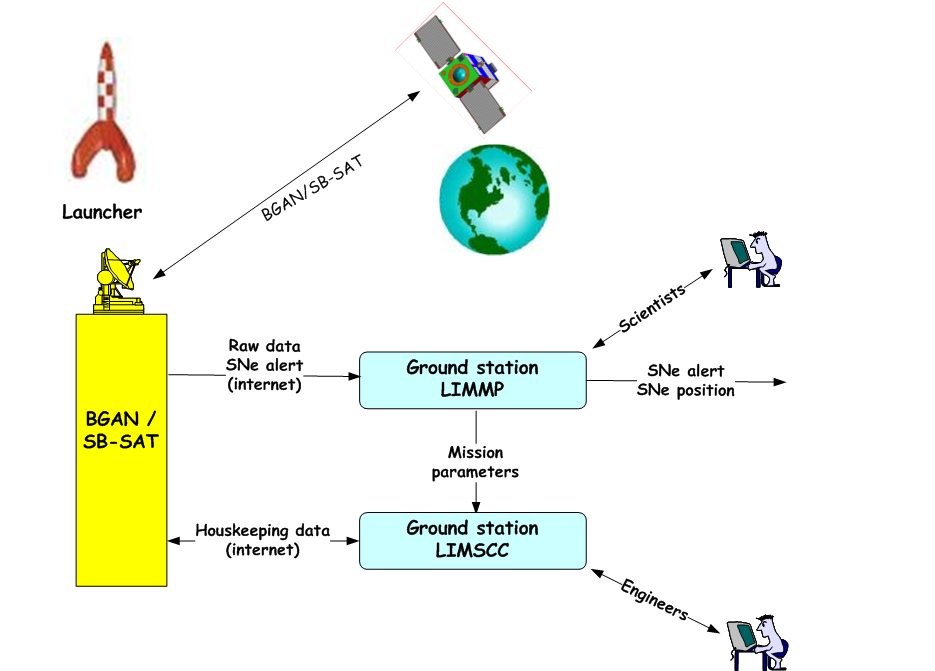 Launcher
BGAN/SB-SAT
Scientists
Raw data
SNe alert
(internet)
Ground station
LIMMP
SNe alert
SNe position
BGAN /
SB-SAT
Mission
parameters
Houskeeping data
(internet)
Ground station
LIMSCC
Engineers